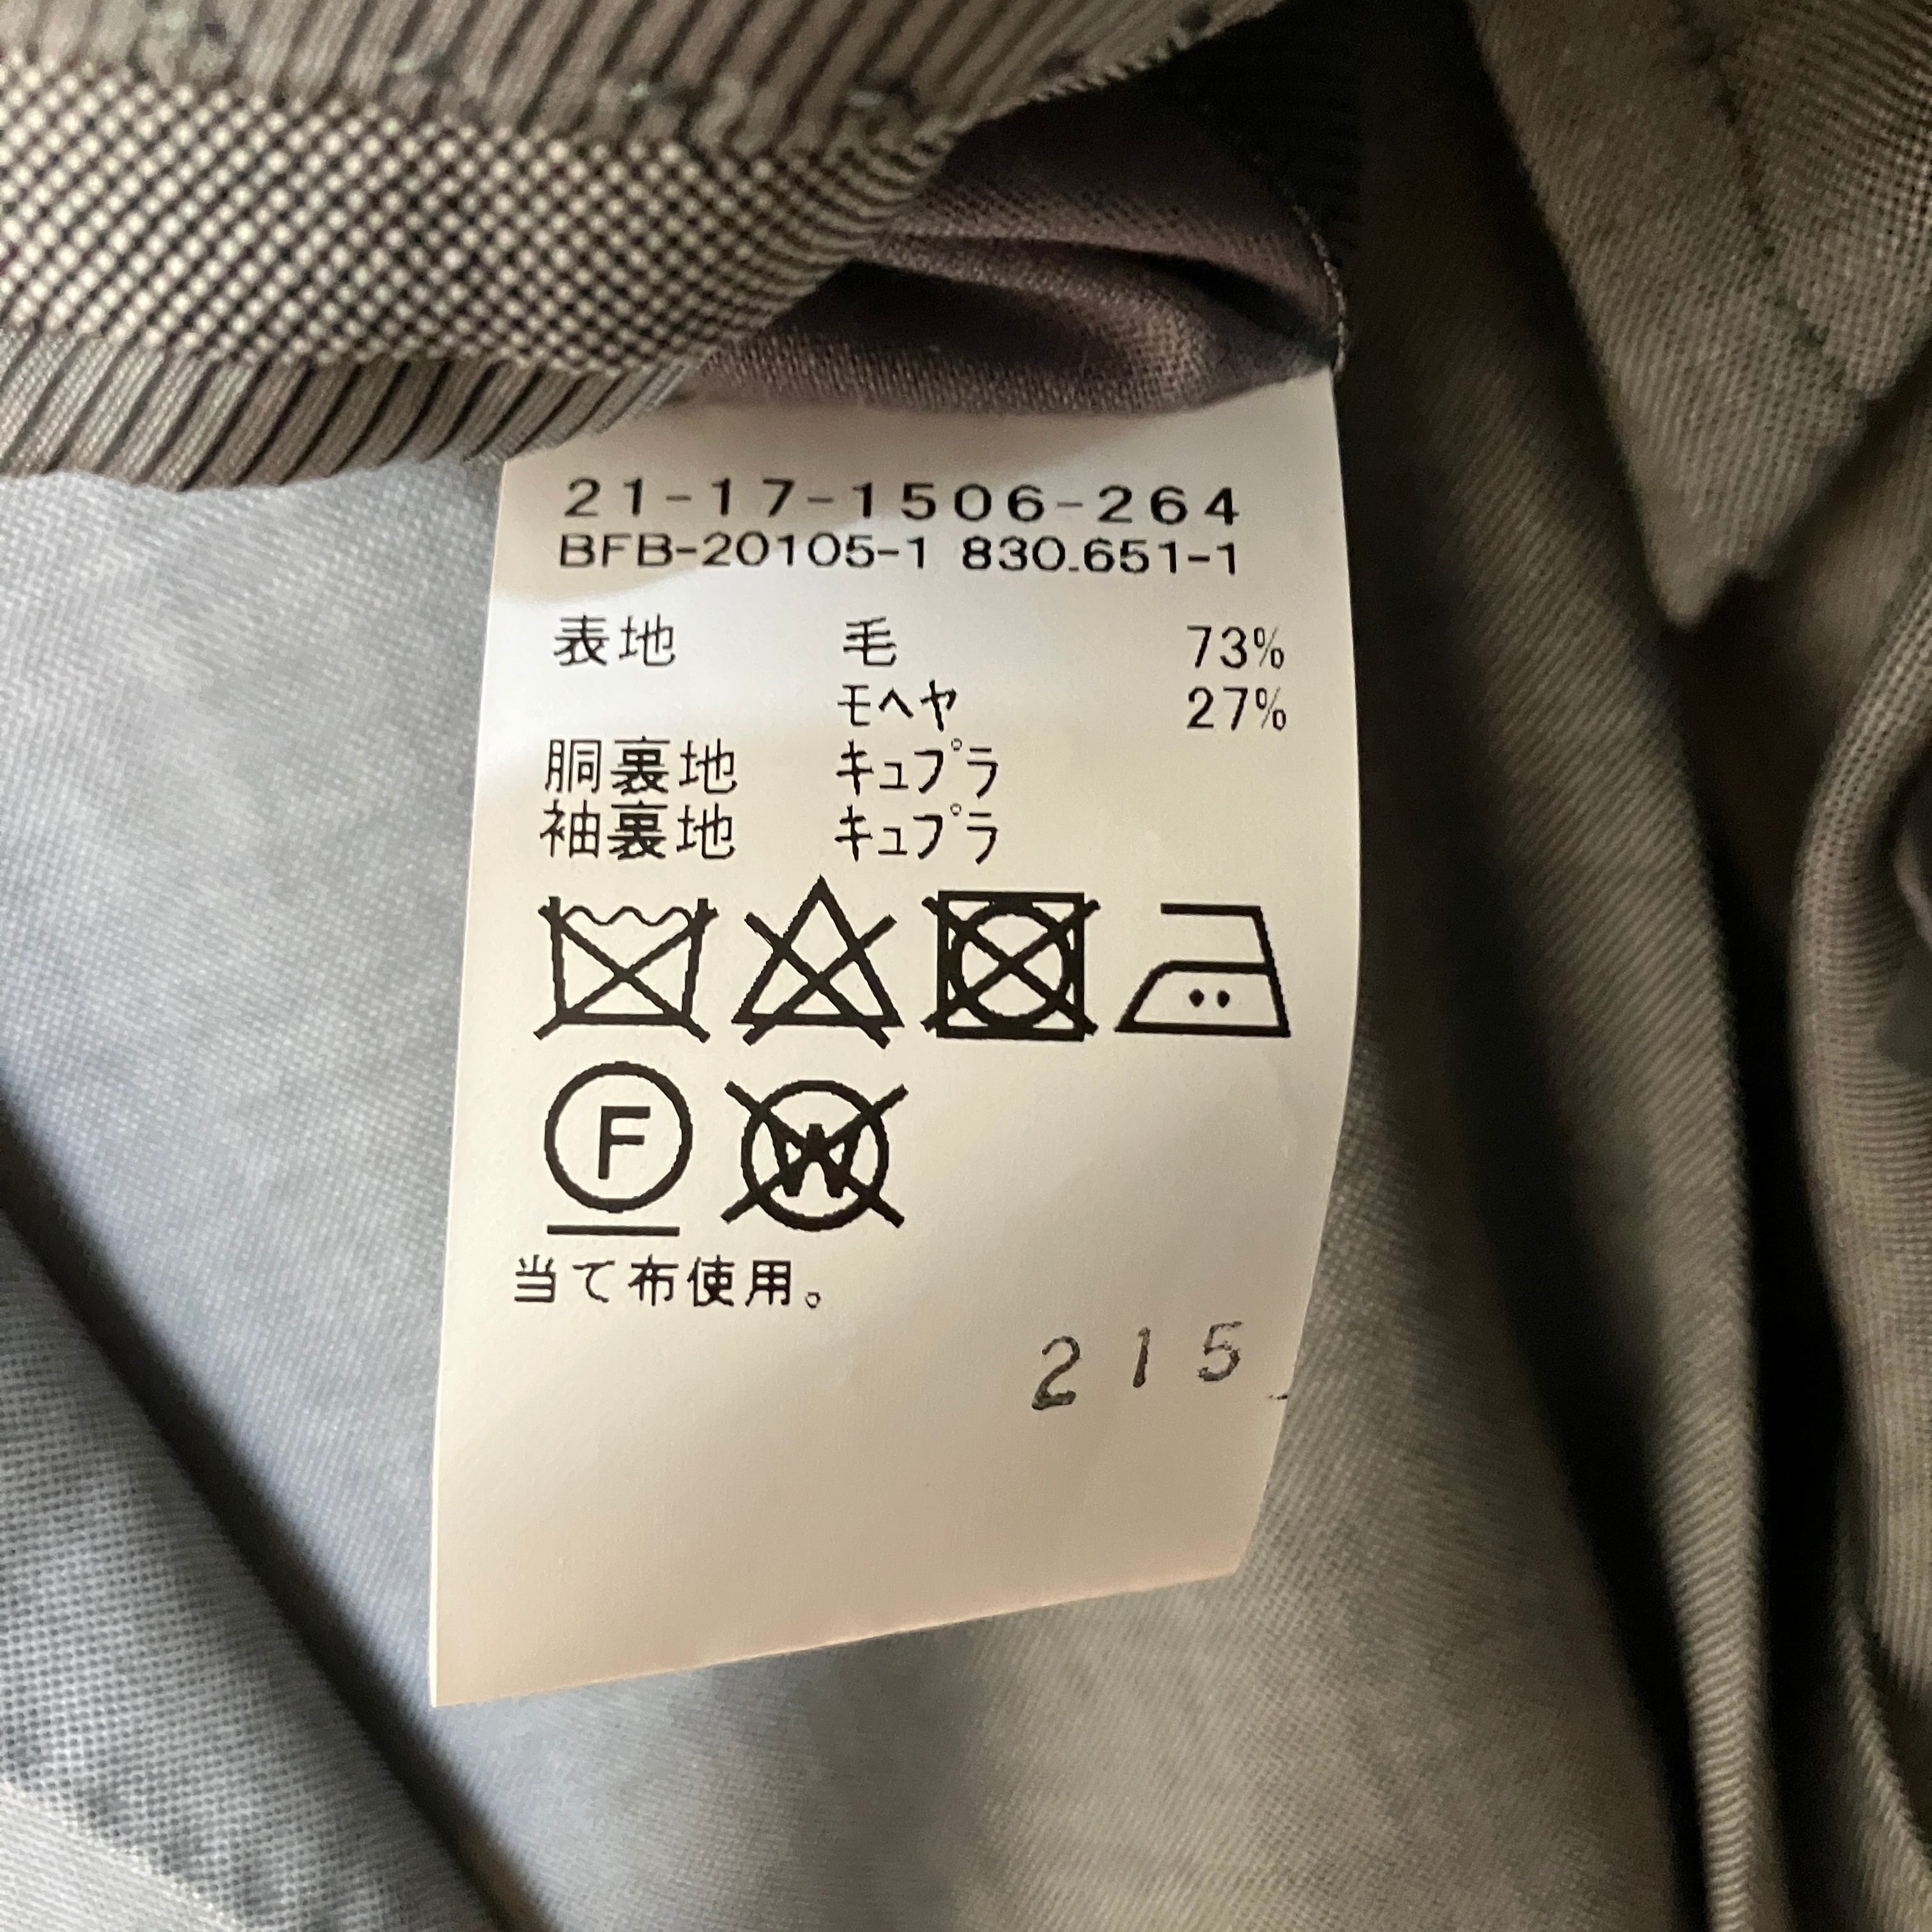 21-17-1506-264
BFB-20105-1 830.651-1
表地 毛 73%
モヘヤ 27%
胴裏地 キュプラ
袖裏地 キュプラ
F W
当て布使用。
215